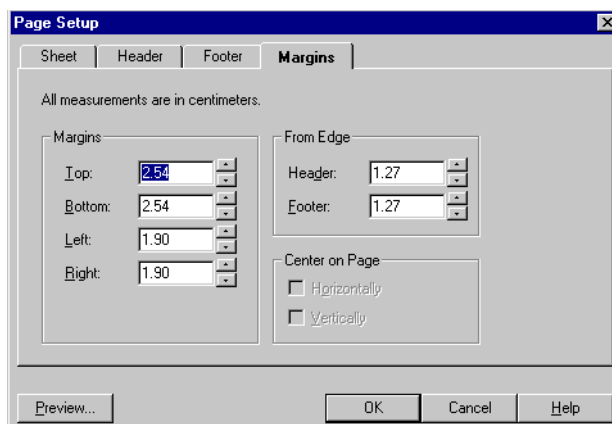 Page Setup
Sheet Header Footer Margins
All measurements are in centimeters.
Margins
Top: 2.54
Bottom: 2.54
Left: 1.90
Right: 1.90
From Edge
Header: 1.27
Footer: 1.27
Center on Page
Horizontally
Vertically
Preview... OK Cancel Help